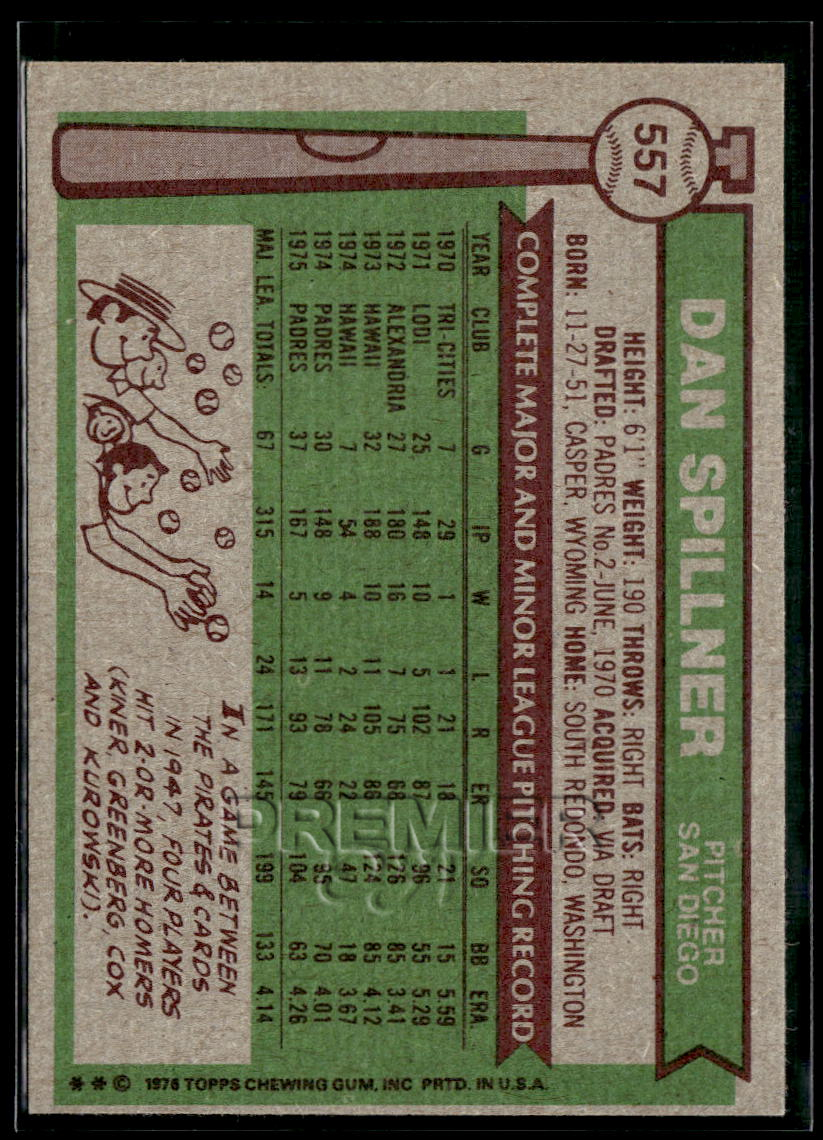 557
DAN SPILLNER
PITCHER
SAN DIEGO
HEIGHT: 6'1" WEIGHT: 190 THROWS: RIGHT BATS: RIGHT
DRAFTED: PADRES No. 2-JUNE, 1970 ACQUIRED: VIA DRAFT
BORN: 11-27-51, CASPER, WYOMING HOME: SOUTH REDONDO, WASHINGTON
COMPLETE MAJOR AND MINOR LEAGUE PITCHING RECORD
YEAR CLUB G IP W L R ER SO BB ERA
1970 TRI-CITIES 7 29 1 1 21 18 21 15 5.59
1971 LODI 25 148 10 5 102 87 96 55 5.29
1972 ALEXANDRIA 27 180 16 7 75 68 126 85 3.41
1973 HAWAII 32 188 10 11 105 86 124 85 4.12
1974 HAWAII 7 54 4 2 24 22 47 18 3.67
1974 PADRES 30 148 9 11 78 66 95 70 4.01
1975 PADRES 37 167 5 13 93 79 104 63 4.26
MAJ. LEA. TOTALS 67 315 14 24 171 145 199 133 4.14
IN A GAME BETWEEN
THE PIRATES & CARDS
IN 1947, FOUR PLAYERS
HIT 2-OR-MORE HOMERS
(KINER, GREENBERG, COX
AND KUROWSKI).
* * © 1976 TOPPS CHEWING GUM, INC PRTD. IN U.S.A.
PREMIER